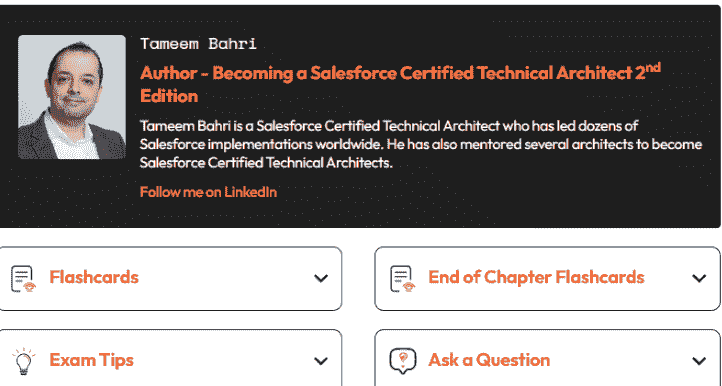 Tameem Bahri
Author - Becoming a Salesforce Certified Technical Architect 2nd
Edition
Tameem Bahri is a Salesforce Certified Technical Architect who has led dozens of
Salesforce implementations worldwide. He has also mentored several architects to become
Salesforce Certified Technical Architects.
Follow me on LinkedIn
Flashcards
End of Chapter Flashcards
Exam Tips
Ask a Question